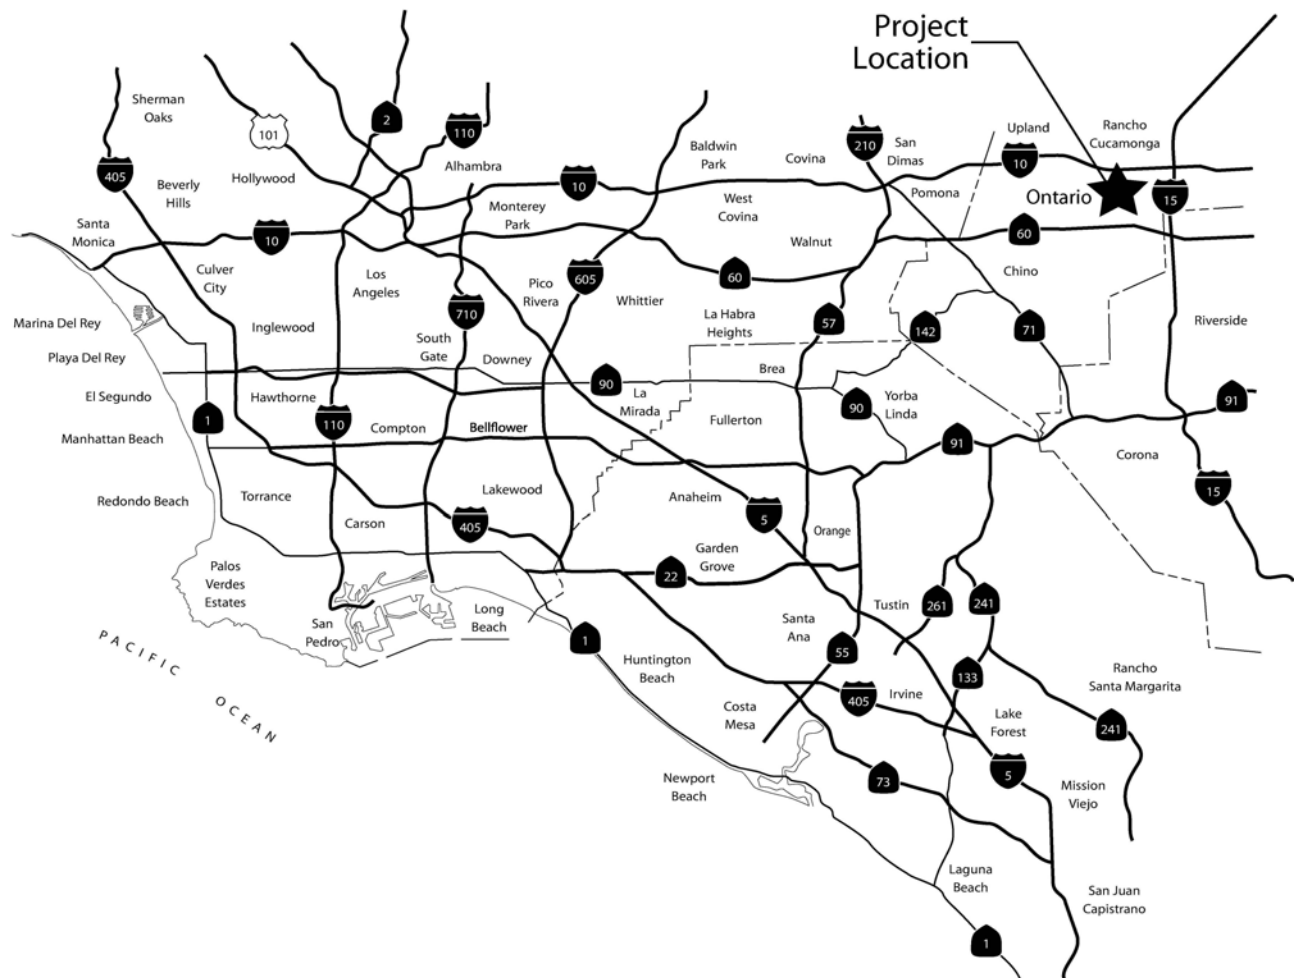 Project
Location
Sherman
Oaks
2
101
110
Alhambra
405
Beverly
Hills
Hollywood
10
Monterey
Park
Baldwin
Park
Covina
West
Covina
Walnut
210
San
Dimas
Pomona
Upland
10
Rancho
Cucamonga
Ontario
15
60
Chino
Santa
Monica
10
Culver
City
Los
Angeles
Pico
Rivera
605
Whittier
60
La Habra
Heights
57
142
71
Riverside
Marina Del Rey
Playa Del Rey
El Segundo
Manhattan Beach
Redondo Beach
Inglewood
710
South
Gate
Downey
Hawthorne
1
110
Compton
Bellflower
90
La
Mirada
Fullerton
Brea
90
Yorba
Linda
91
91
Corona
15
Torrance
Carson
Lakewood
405
Anaheim
5
Orange
Garden
Grove
22
Palos
Verdes
Estates
San
Pedro
Long
Beach
1
PACIFIC OCEAN
Huntington
Beach
Santa
Ana
55
Tustin
261
241
133
Costa
Mesa
405
Irvine
Lake
Forest
Rancho
Santa Margarita
241
Newport
Beach
73
5
Mission
Viejo
Laguna
Beach
San Juan
Capistrano
1